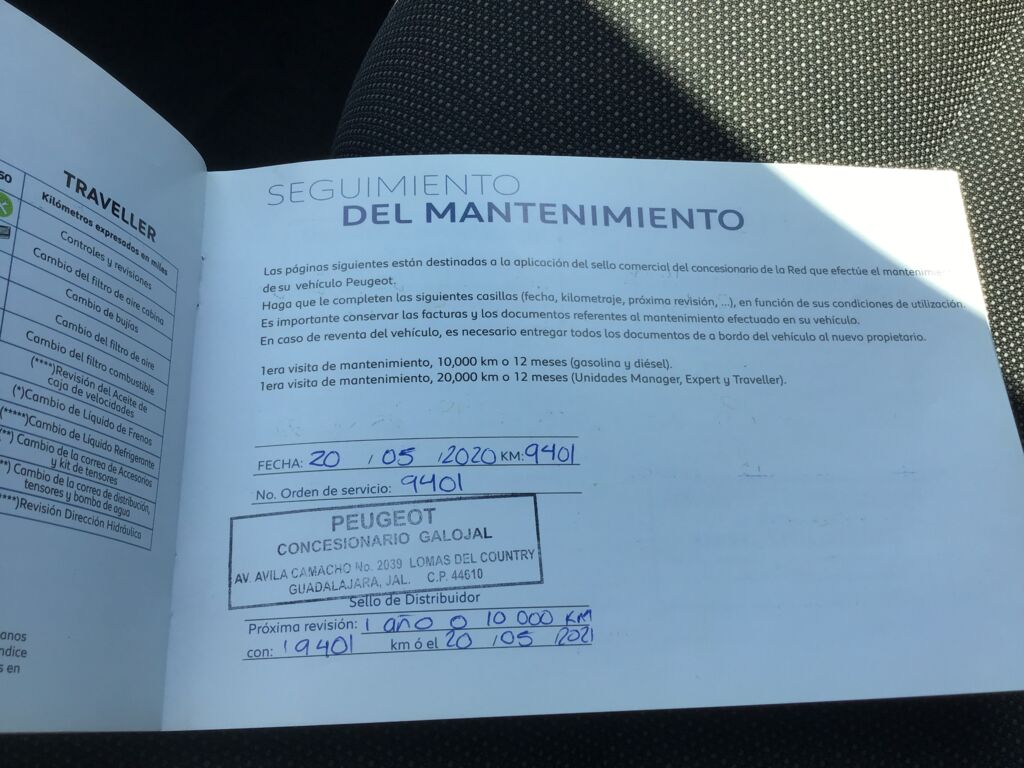 SO
TRAVELLER
Kilómetros expresados en miles
Controles y revisiones
Cambio del filtro de aire cabina
Cambio de bujías
Cambio del filtro de aire
Cambio del filtro combustible
(****)Revisión del Aceite de
caja de velocidades
(*)Cambio de Líquido de Frenos
(*****)Cambio de Líquido Refrigerante
(**) Cambio de la correa de Accesorios
y kit de tensores
**) Cambio de la correa de distribución,
tensores y bomba de agua
****)Revisión Dirección Hidráulica
anos
ndice
s en
SEGUIMIENTO
DEL MANTENIMIENTO
Las páginas siguientes están destinadas a la aplicación del sello comercial del concesionario de la Red que efectúe el mantenimie
de su vehículo Peugeot.
Haga que le completen las siguientes casillas (fecha, kilometraje, próxima revisión, ...), en función de sus condiciones de utilización.
Es importante conservar las facturas y los documentos referentes al mantenimiento efectuado en su vehículo.
En caso de reventa del vehículo, es necesario entregar todos los documentos de a bordo del vehículo al nuevo propietario.
1era visita de mantenimiento, 10,000 km o 12 meses (gasolina y diésel).
1era visita de mantenimiento, 20,000 km o 12 meses (Unidades Manager, Expert y Traveller).
FECHA: 20 / 05 / 2020 KM: 9401
No. Orden de servicio: 9401
PEUGEOT
CONCESIONARIO GALOJAL
AV. AVILA CAMACHO No. 2039 LOMAS DEL COUNTRY
GUADALAJARA, JAL. C.P. 44610
Sello de Distribuidor
Próxima revisión: 1 año o 10 000 KM
con: 19401 km ó el 20 / 05 / 2021